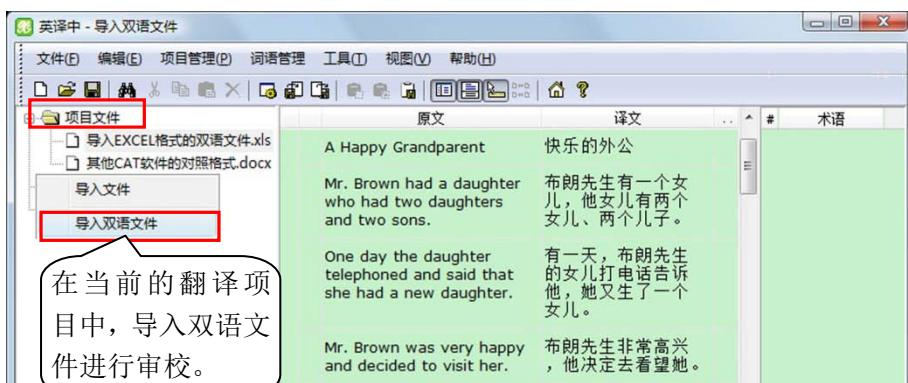 英译中 - 导入双语文件
文件(F) 编辑(E) 项目管理(P) 词语管理 工具(T) 视图(V) 帮助(H)
项目文件
导入EXCEL格式的双语文件.xls
其他CAT软件的对照格式.docx
导入文件
导入双语文件
在当前的翻译项
目中，导入双语文
件进行审校。
原文 译文 .. # 术语
A Happy Grandparent
快乐的外公
Mr. Brown had a daughter
who had two daughters
and two sons.
布朗先生有一个女
儿，他女儿有两个
女儿、两个儿子。
One day the daughter
telephoned and said that
she had a new daughter.
有一天，布朗先生
的女儿打电话告诉
他，她又生了一个
女儿。
Mr. Brown was very happy
and decided to visit her.
布朗先生非常高兴
，他决定去看望她。